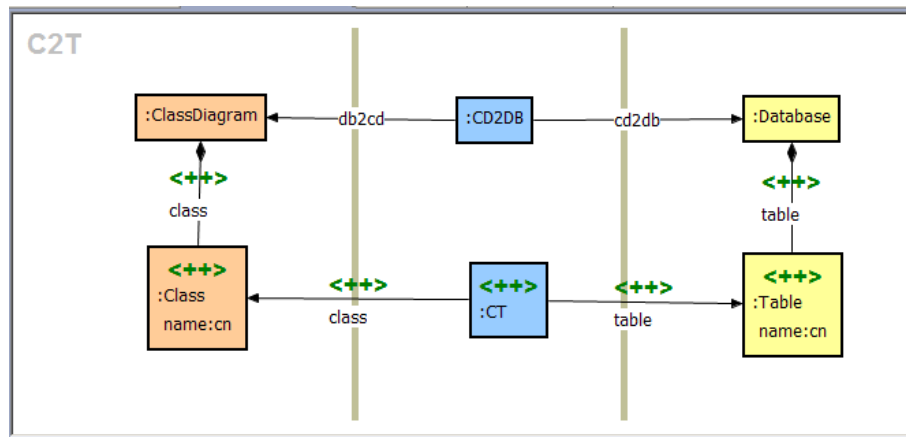 C2T
:ClassDiagram
db2cd
:CD2DB
cd2db
:Database
<++>
class
<++>
table
<++>
:Class
name:cn
<++>
class
<++>
:CT
<++>
table
<++>
:Table
name:cn